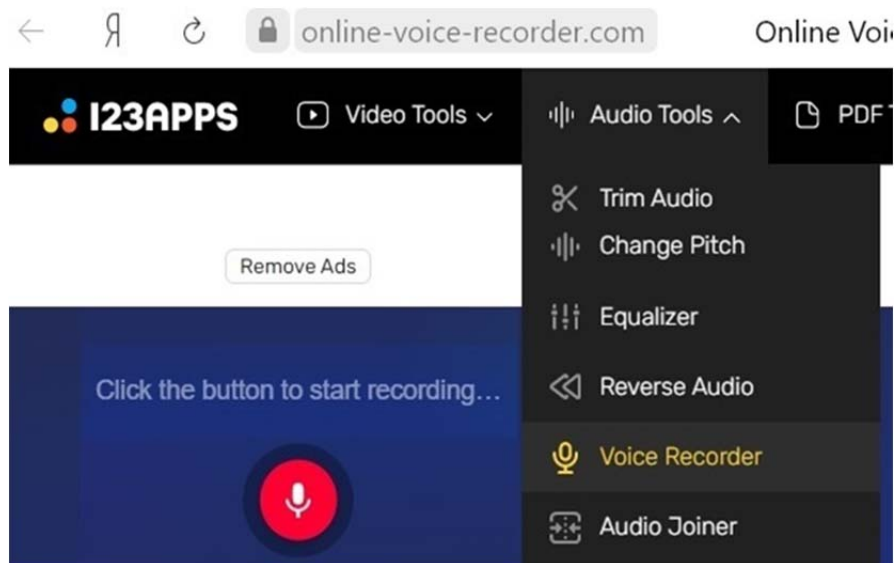 Я online-voice-recorder.com Online Voi
123APPS Video Tools Audio Tools PDF
Trim Audio
Change Pitch
Remove Ads
Equalizer
Click the button to start recording...
Reverse Audio
Voice Recorder
Audio Joiner